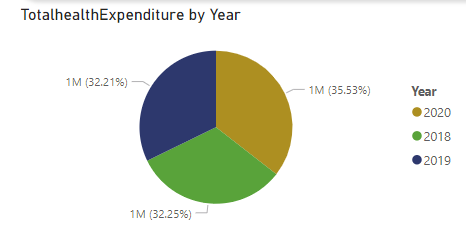 TotalhealthExpenditure by Year
1M (32.21%)
1M (35.53%)
Year
2020
2018
2019
1M (32.25%)